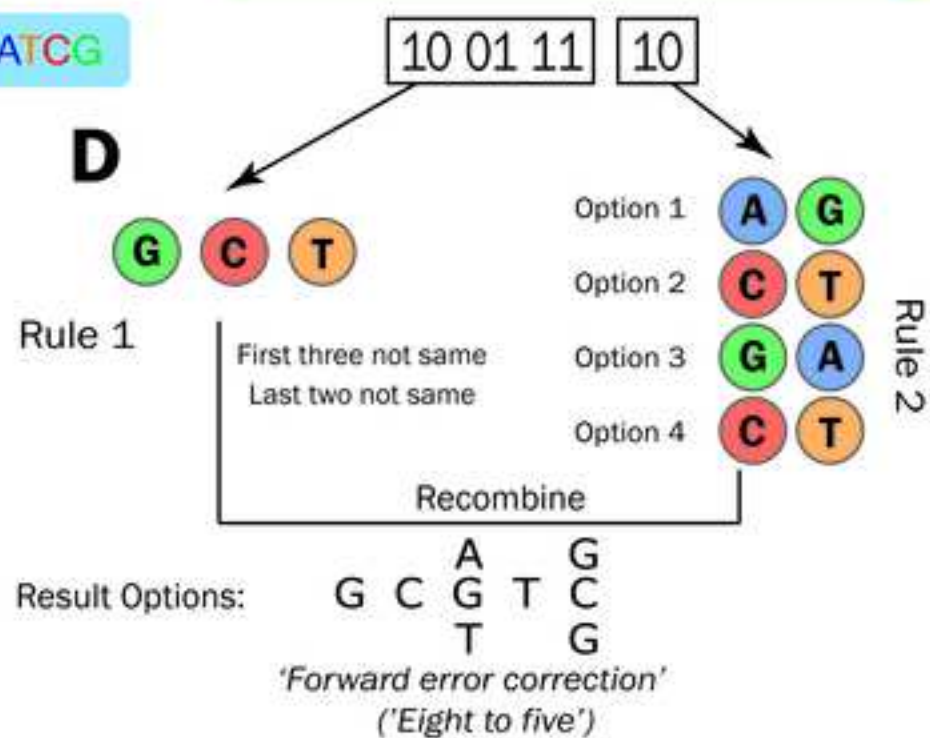 ATCG
10 01 11 10
D
G C T
Rule 1
First three not same
Last two not same
Option 1 A G
Option 2 C T
Option 3 G A
Option 4 C T
Rule 2
Recombine
A G
Result Options: G C G T C
T G
'Forward error correction'
('Eight to five')